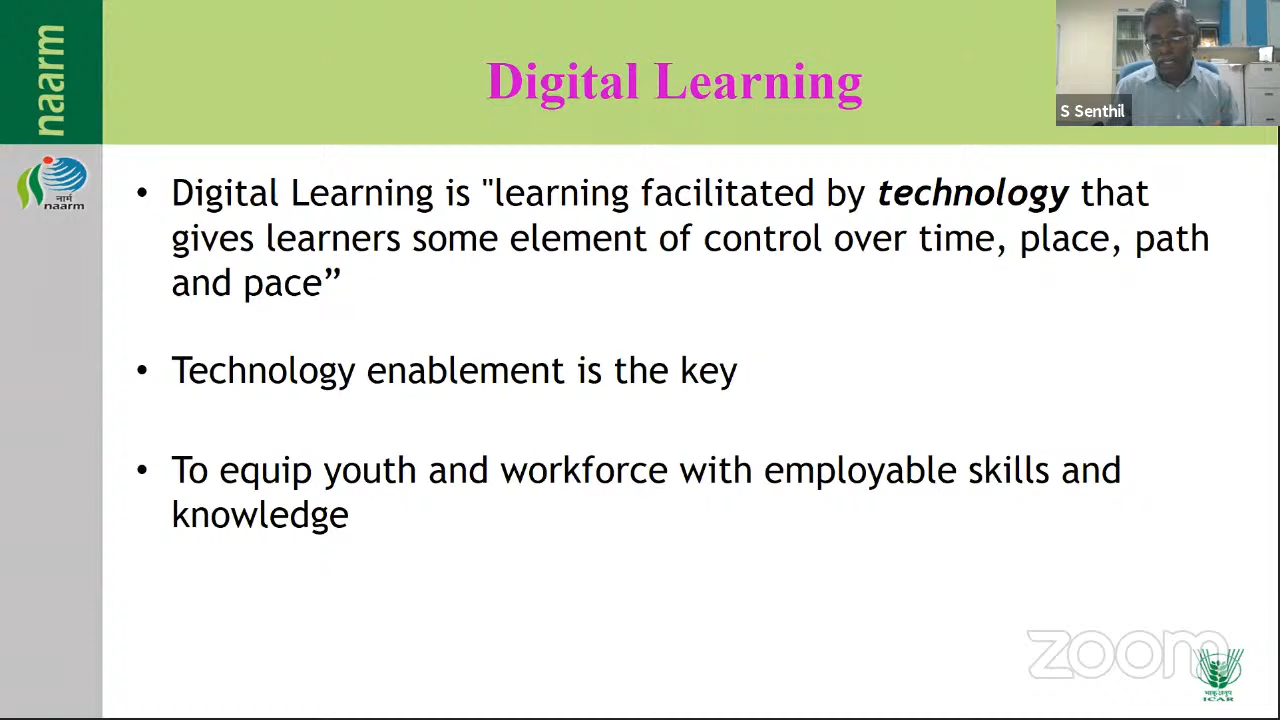 naarm
नार्म
naarm
Digital Learning
S Senthil
• Digital Learning is "learning facilitated by technology that
gives learners some element of control over time, place, path
and pace”
• Technology enablement is the key
• To equip youth and workforce with employable skills and
knowledge
zoom
भाकृअनुप
ICAR